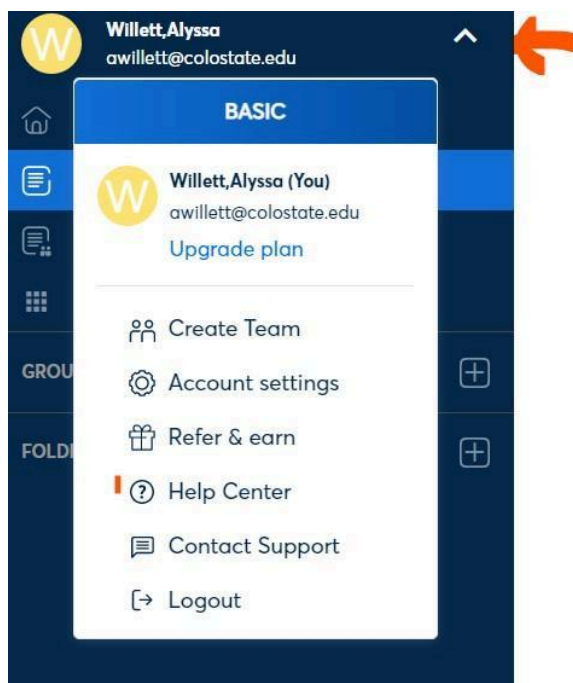 W
Willett,Alyssa
awillett@colostate.edu
BASIC
W
Willett,Alyssa (You)
awillett@colostate.edu
Upgrade plan
Create Team
Account settings
GROU
Refer & earn
FOLD
Help Center
Contact Support
Logout